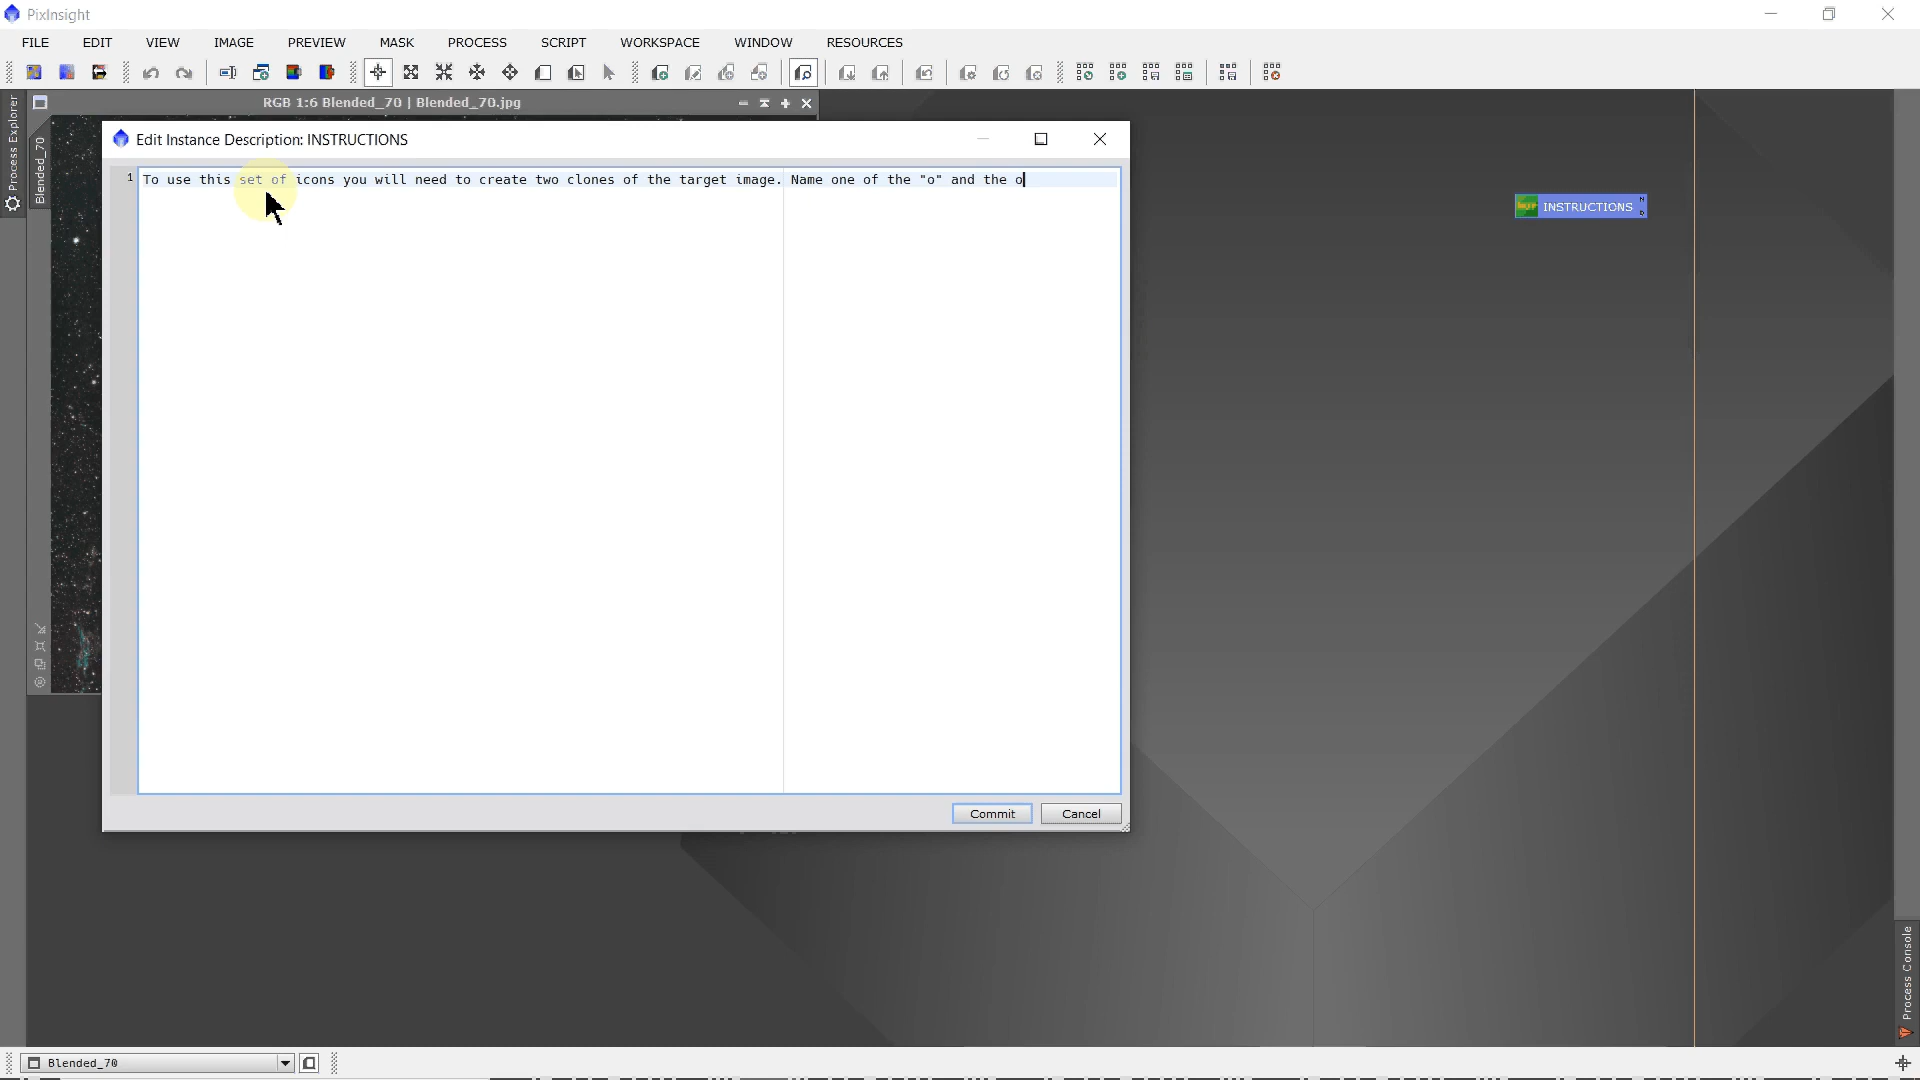 PixInsight
FILE EDIT VIEW IMAGE PREVIEW MASK PROCESS SCRIPT WORKSPACE WINDOW RESOURCES
RGB 1:6 Blended_70 | Blended_70.jpg
Process Explorer
Blended_70
Edit Instance Description: INSTRUCTIONS
1 To use this set of icons you will need to create two clones of the target image. Name one of the "o" and the o
INSTRUCTIONS
N
D
Commit Cancel
Process Console
Blended_70